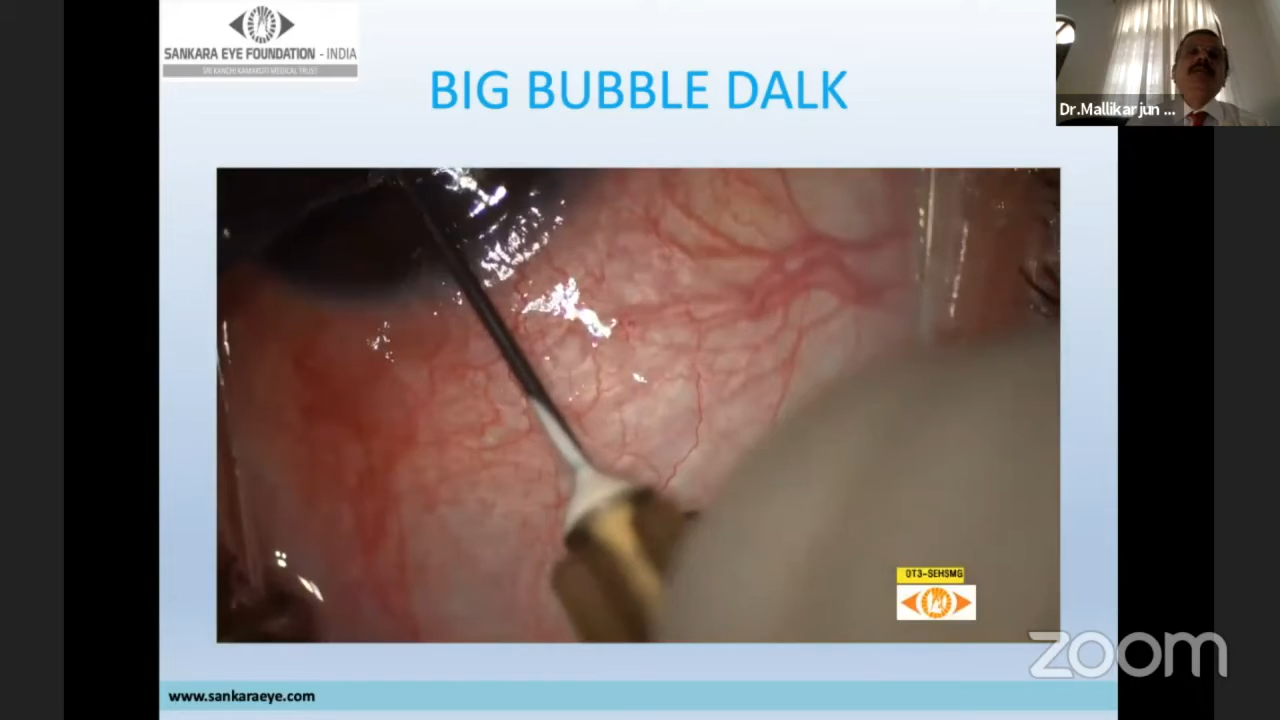 SANKARA EYE FOUNDATION - INDIA
SRI KANCHI KAMAKOTI MEDICAL TRUST
BIG BUBBLE DALK
Dr.Mallikarjun ...
OT3-SEHSMG
zoom
www.sankaraeye.com